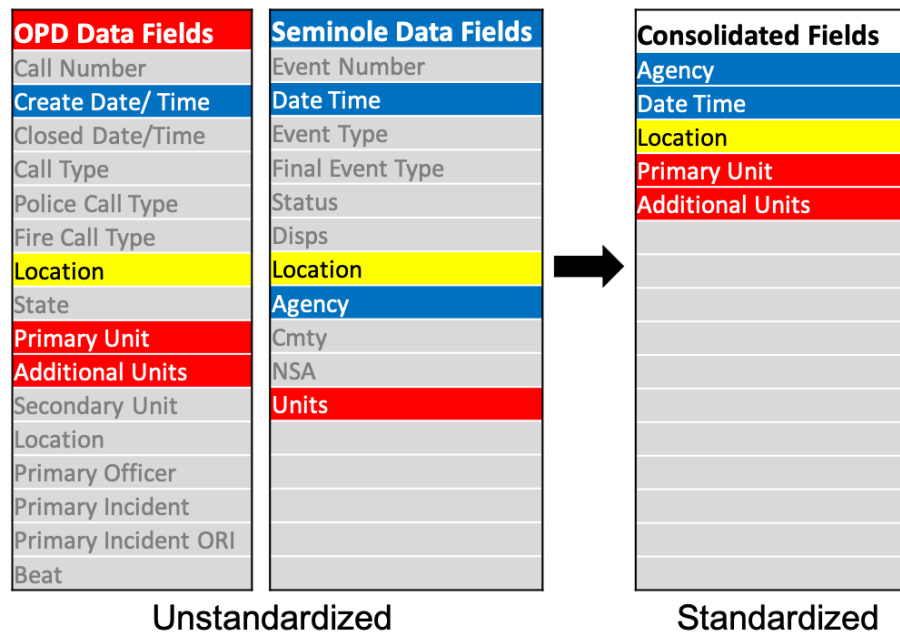 OPD Data Fields
Call Number
Create Date/ Time
Closed Date/Time
Call Type
Police Call Type
Fire Call Type
Location
State
Primary Unit
Additional Units
Secondary Unit
Location
Primary Officer
Primary Incident
Primary Incident ORI
Beat
Seminole Data Fields
Event Number
Date Time
Event Type
Final Event Type
Status
Disps
Location
Agency
Cmty
NSA
Units
Unstandardized
Consolidated Fields
Agency
Date Time
Location
Primary Unit
Additional Units
Standardized